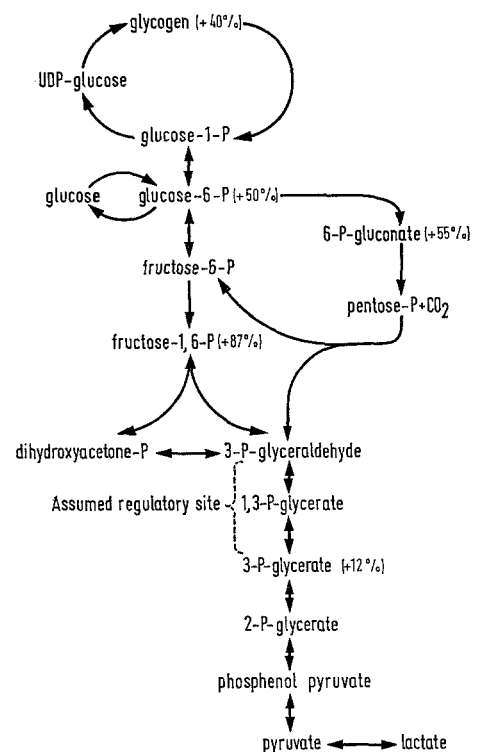 glycogen (+40%)
UDP-glucose
glucose-1-P
glucose
glucose-6-P (+50%)
6-P-gluconate (+55%)
fructose-6-P
pentose-P+CO₂
fructose-1,6-P (+87%)
dihydroxyacetone-P
3-P-glyceraldehyde
Assumed regulatory site
1,3-P-glycerate
3-P-glycerate (+12%)
2-P-glycerate
phosphenol pyruvate
pyruvate
lactate